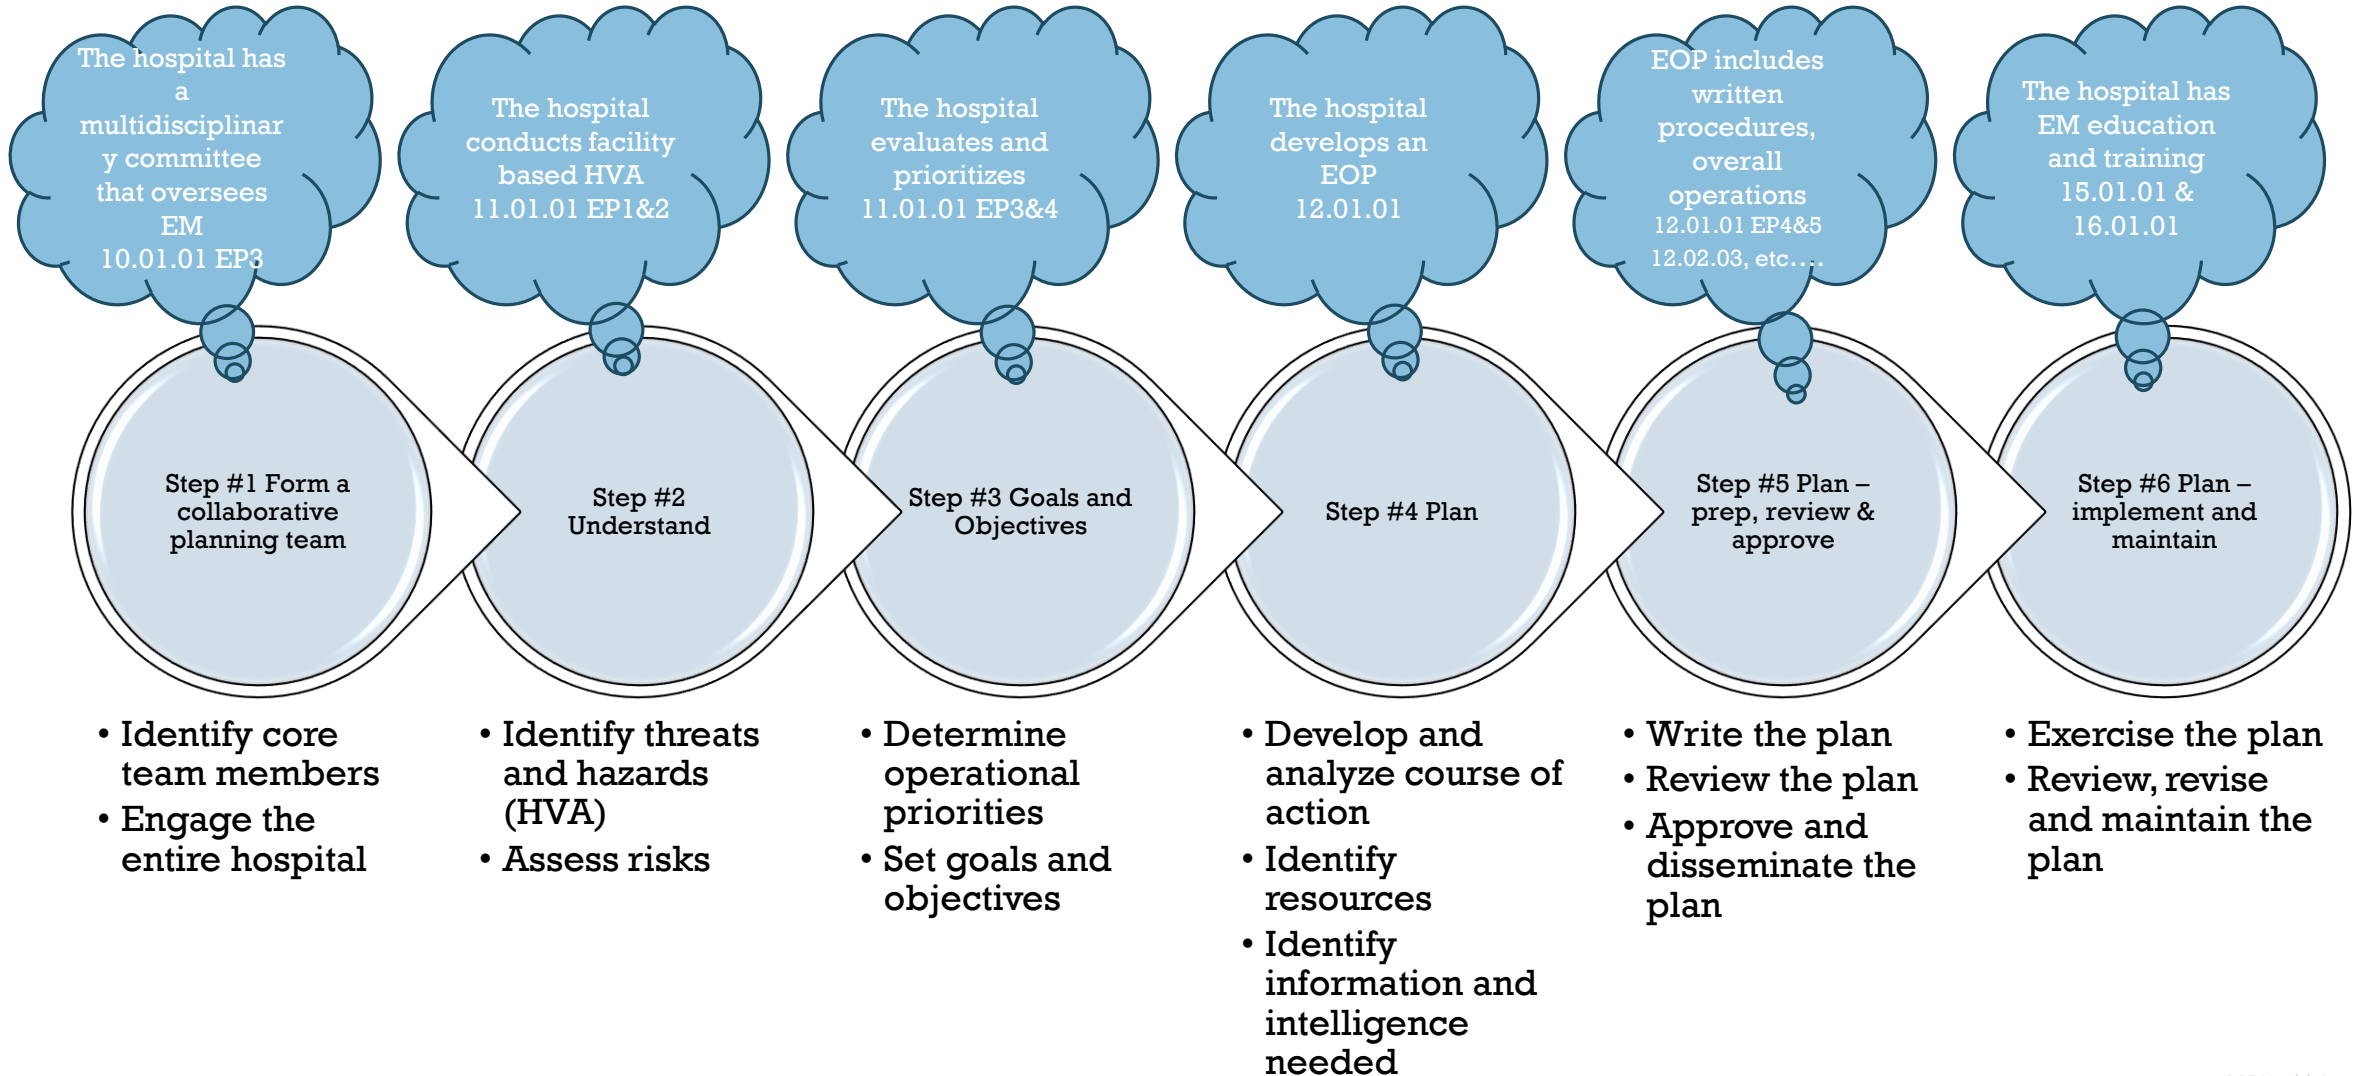 The hospital has
a
multidisciplinar
y committee
that oversees
EM
10.01.01 EP3
The hospital
conducts facility
based HVA
11.01.01 EP1&2
The hospital
evaluates and
prioritizes
11.01.01 EP3&4
The hospital
develops an
EOP
12.01.01
EOP includes
written
procedures,
overall
operations
12.01.01 EP4&5
12.02.03, etc....
The hospital has
EM education
and training
15.01.01 &
16.01.01
Step #1 Form a
collaborative
planning team
Step #2
Understand
Step #3 Goals and
Objectives
Step #4 Plan
Step #5 Plan –
prep, review &
approve
Step #6 Plan –
implement and
maintain
• Identify core
team members
• Engage the
entire hospital
• Identify threats
and hazards
(HVA)
• Assess risks
• Determine
operational
priorities
• Set goals and
objectives
• Develop and
analyze course of
action
• Identify
resources
• Identify
information and
intelligence
needed
• Write the plan
• Review the plan
• Approve and
disseminate the
plan
• Exercise the plan
• Review, revise
and maintain the
plan